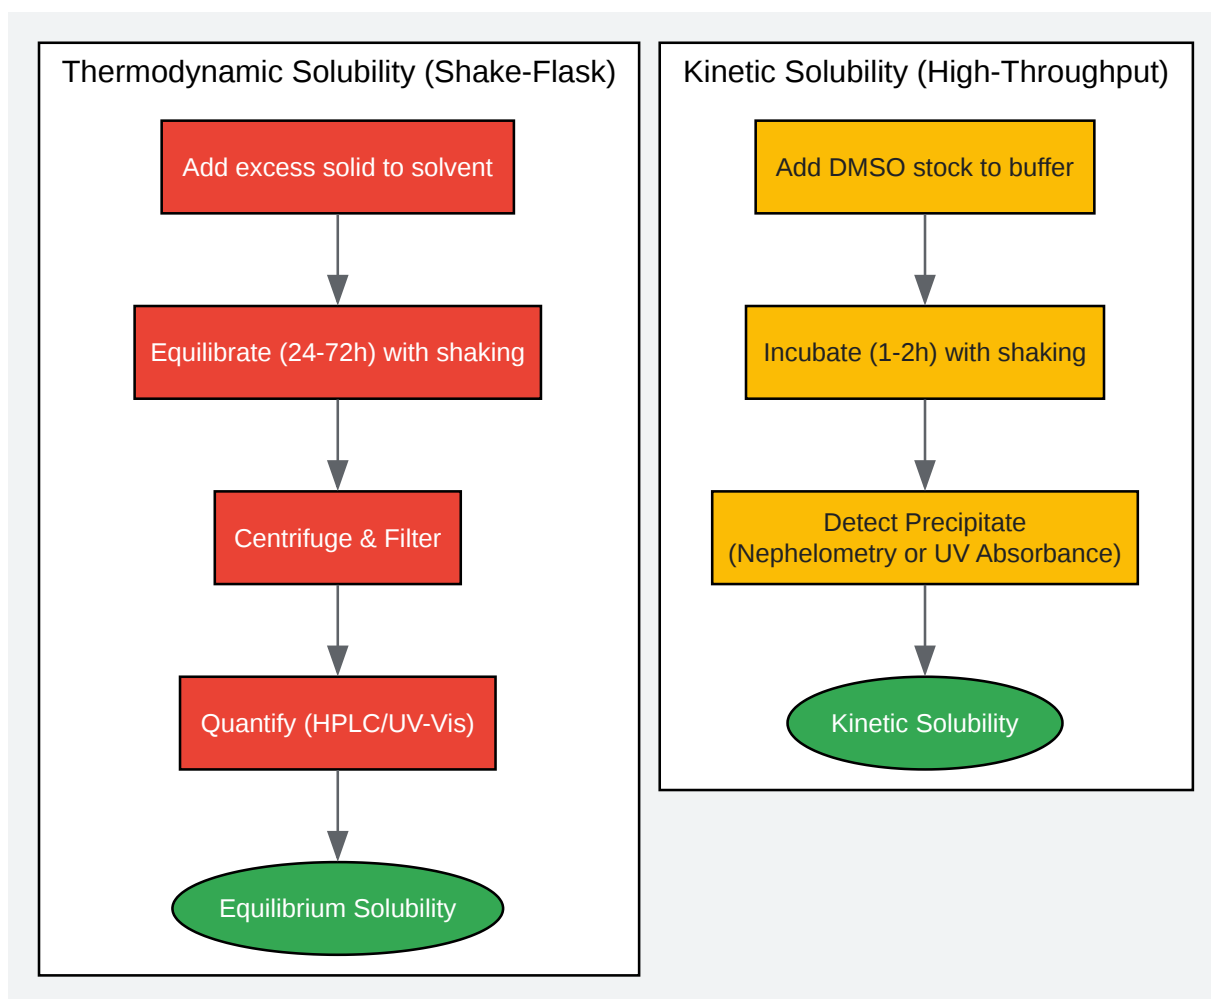 Thermodynamic Solubility (Shake-Flask)
Add excess solid to solvent
Equilibrate (24-72h) with shaking
Centrifuge & Filter
Quantify (HPLC/UV-Vis)
Equilibrium Solubility
Kinetic Solubility (High-Throughput)
Add DMSO stock to buffer
Incubate (1-2h) with shaking
Detect Precipitate
(Nephelometry or UV Absorbance)
Kinetic Solubility